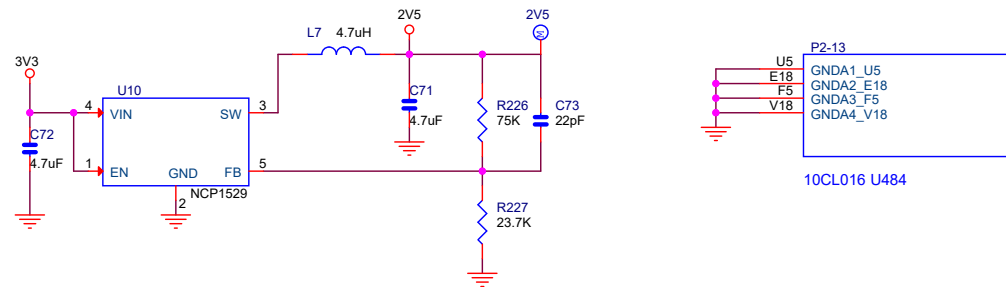 L7
4.7uH
2V5
2V5
M
P2-13
3V3
U5
GNDA1_U5
E18
GNDA2_E18
F5
GNDA3_F5
V18
GNDA4_V18
U10
4
VIN
SW
3
C71
4.7uF
R226
75K
C73
22pF
C72
4.7uF
1
EN
GND
FB
5
NCP1529
2
10CL016 U484
R227
23.7K